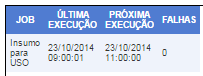 JOB ÚLTIMA EXECUÇÃO PRÓXIMA EXECUÇÃO FALHAS
Insumo para USO 23/10/2014 09:00:01 23/10/2014 11:00:00 0